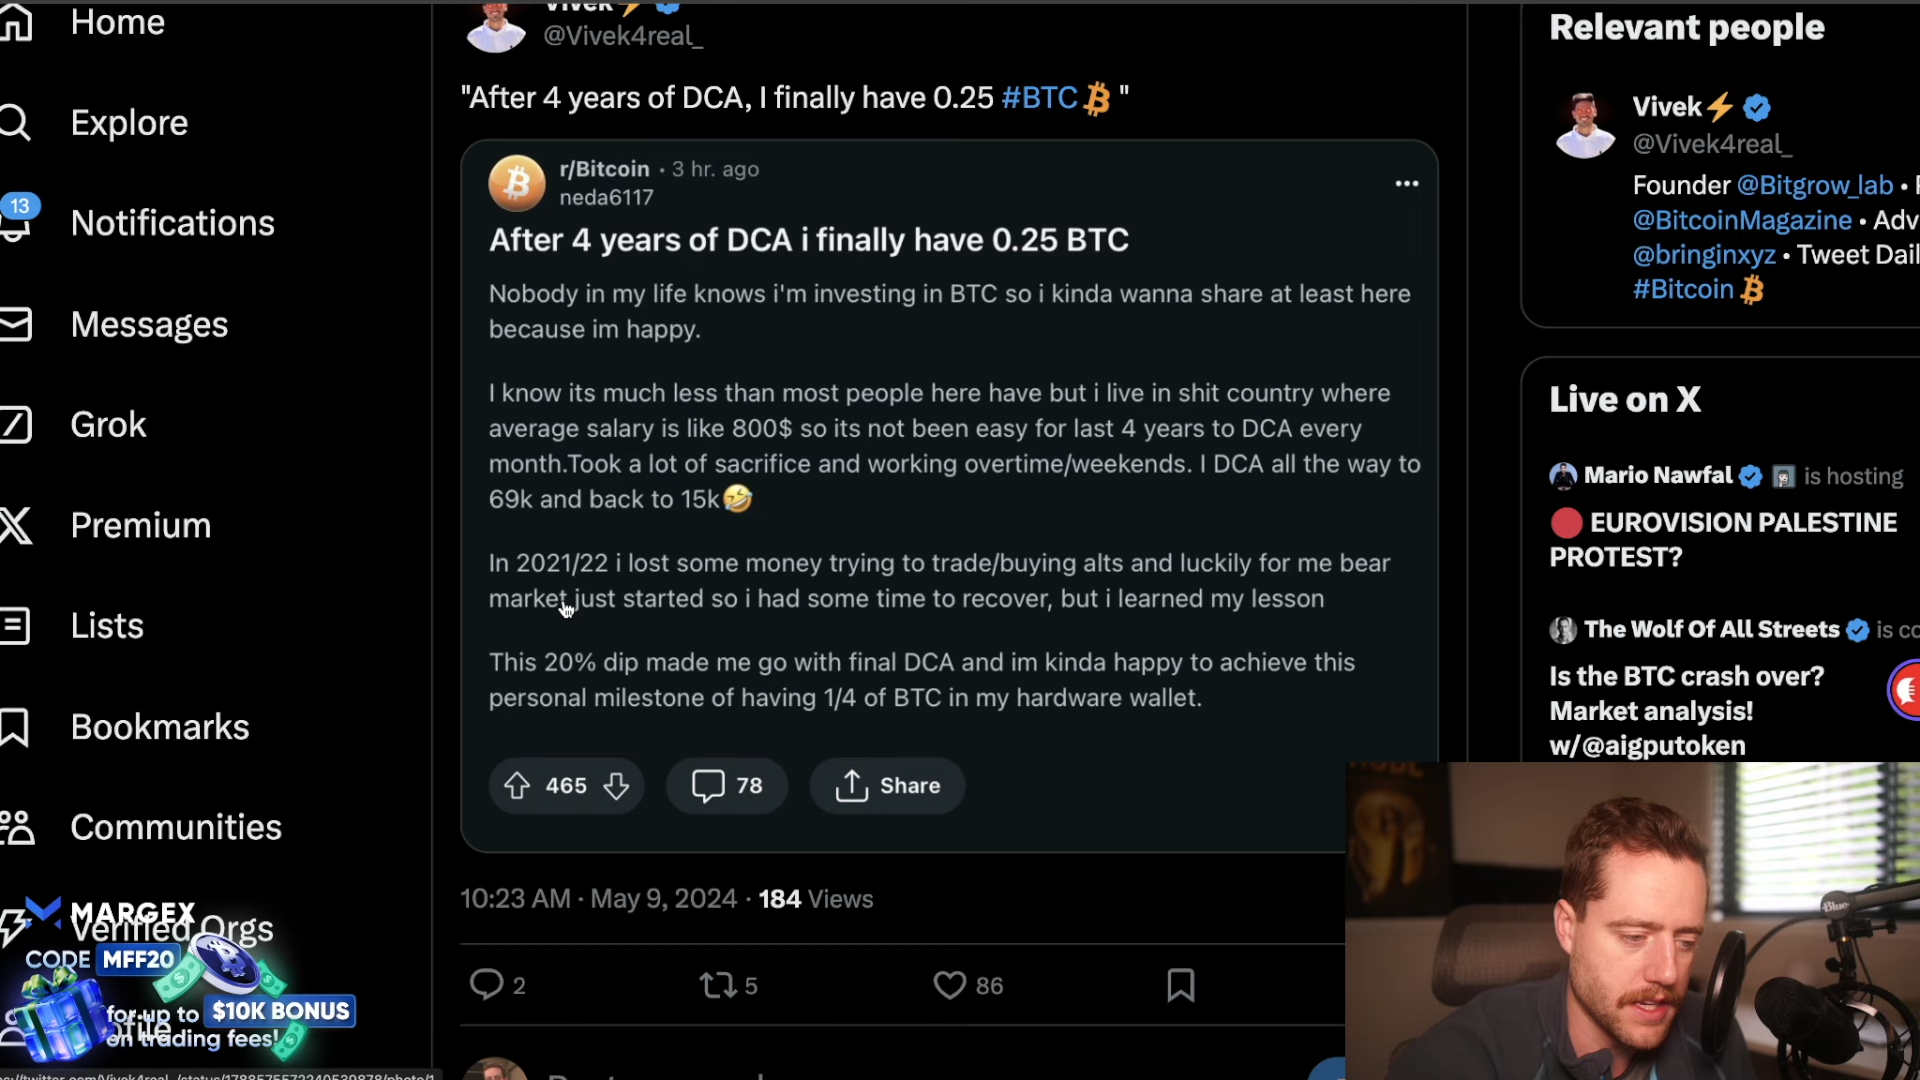 Home
Explore
13
Notifications
Messages
Grok
Premium
Lists
Bookmarks
Communities
Verified Orgs
MARGEX
CODE MFF20
for up to $10K BONUS
on trading fees!
Vivek
@Vivek4real_
"After 4 years of DCA, I finally have 0.25 #BTC "
r/Bitcoin · 3 hr. ago
neda6117
After 4 years of DCA i finally have 0.25 BTC
Nobody in my life knows i'm investing in BTC so i kinda wanna share at least here
because im happy.
I know its much less than most people here have but i live in shit country where
average salary is like 800$ so its not been easy for last 4 years to DCA every
month.Took a lot of sacrifice and working overtime/weekends. I DCA all the way to
69k and back to 15k🤣
In 2021/22 i lost some money trying to trade/buying alts and luckily for me bear
market just started so i had some time to recover, but i learned my lesson
This 20% dip made me go with final DCA and im kinda happy to achieve this
personal milestone of having 1/4 of BTC in my hardware wallet.
465
78
Share
10:23 AM · May 9, 2024 · 184 Views
2
5
86
Relevant people
Vivek⚡
@Vivek4real_
Founder @Bitgrow_lab •
@BitcoinMagazine • Adv
@bringinxyz • Tweet Dail
#Bitcoin
Live on X
Mario Nawfal is hosting
🔴 EUROVISION PALESTINE
PROTEST?
The Wolf Of All Streets is co
Is the BTC crash over?
Market analysis!
w/@aigputoken
Blue